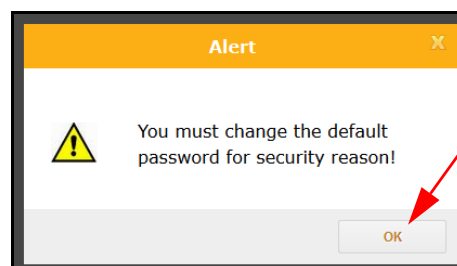 Alert X
You must change the default
password for security reason!
OK